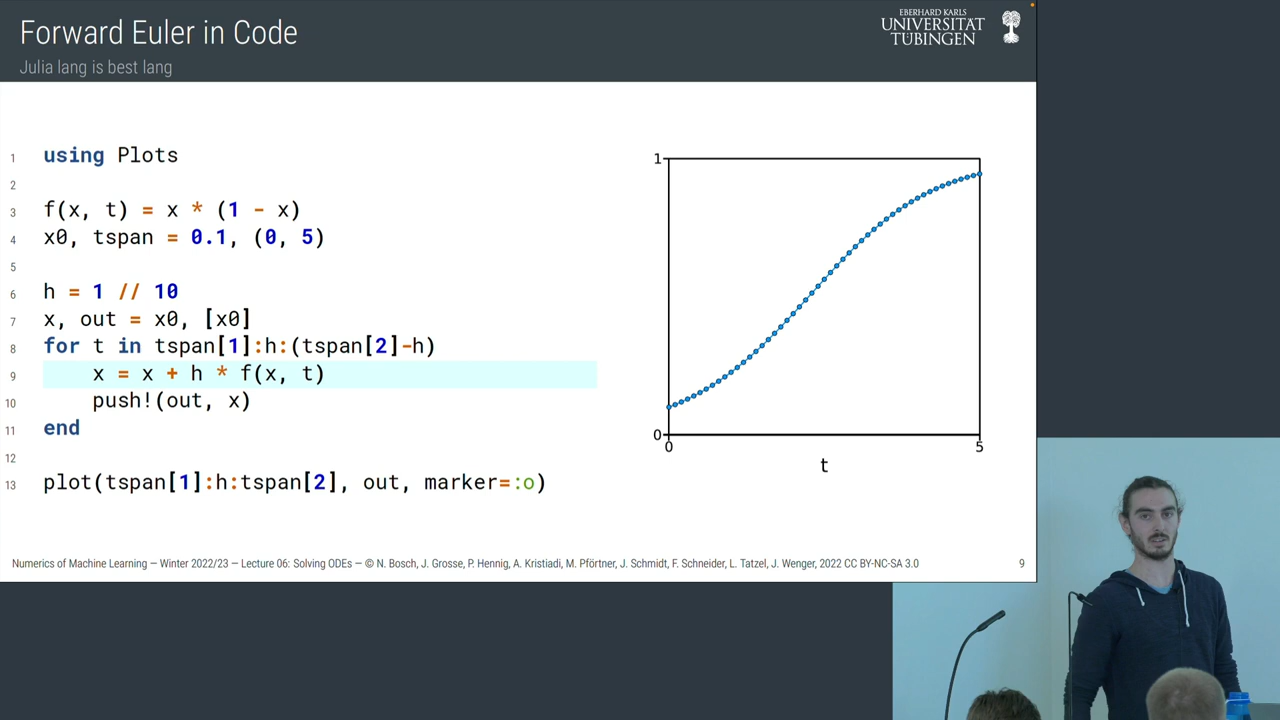 Forward Euler in Code
Julia lang is best lang
EBERHARD KARLS
UNIVERSITÄT
TÜBINGEN
1 using Plots
2
3 f(x, t) = x * (1 - x)
4 x0, tspan = 0.1, (0, 5)
5
6 h = 1 // 10
7 x, out = x0, [x0]
8 for t in tspan[1]:h:(tspan[2]-h)
9 x = x + h * f(x, t)
10 push!(out, x)
11 end
12
13 plot(tspan[1]:h:tspan[2], out, marker=:o)
1
0
0 5
t
Numerics of Machine Learning — Winter 2022/23 — Lecture 06: Solving ODEs — © N. Bosch, J. Grosse, P. Hennig, A. Kristiadi, M. Pförtner, J. Schmidt, F. Schneider, L. Tatzel, J. Wenger, 2022 CC BY-NC-SA 3.0 9